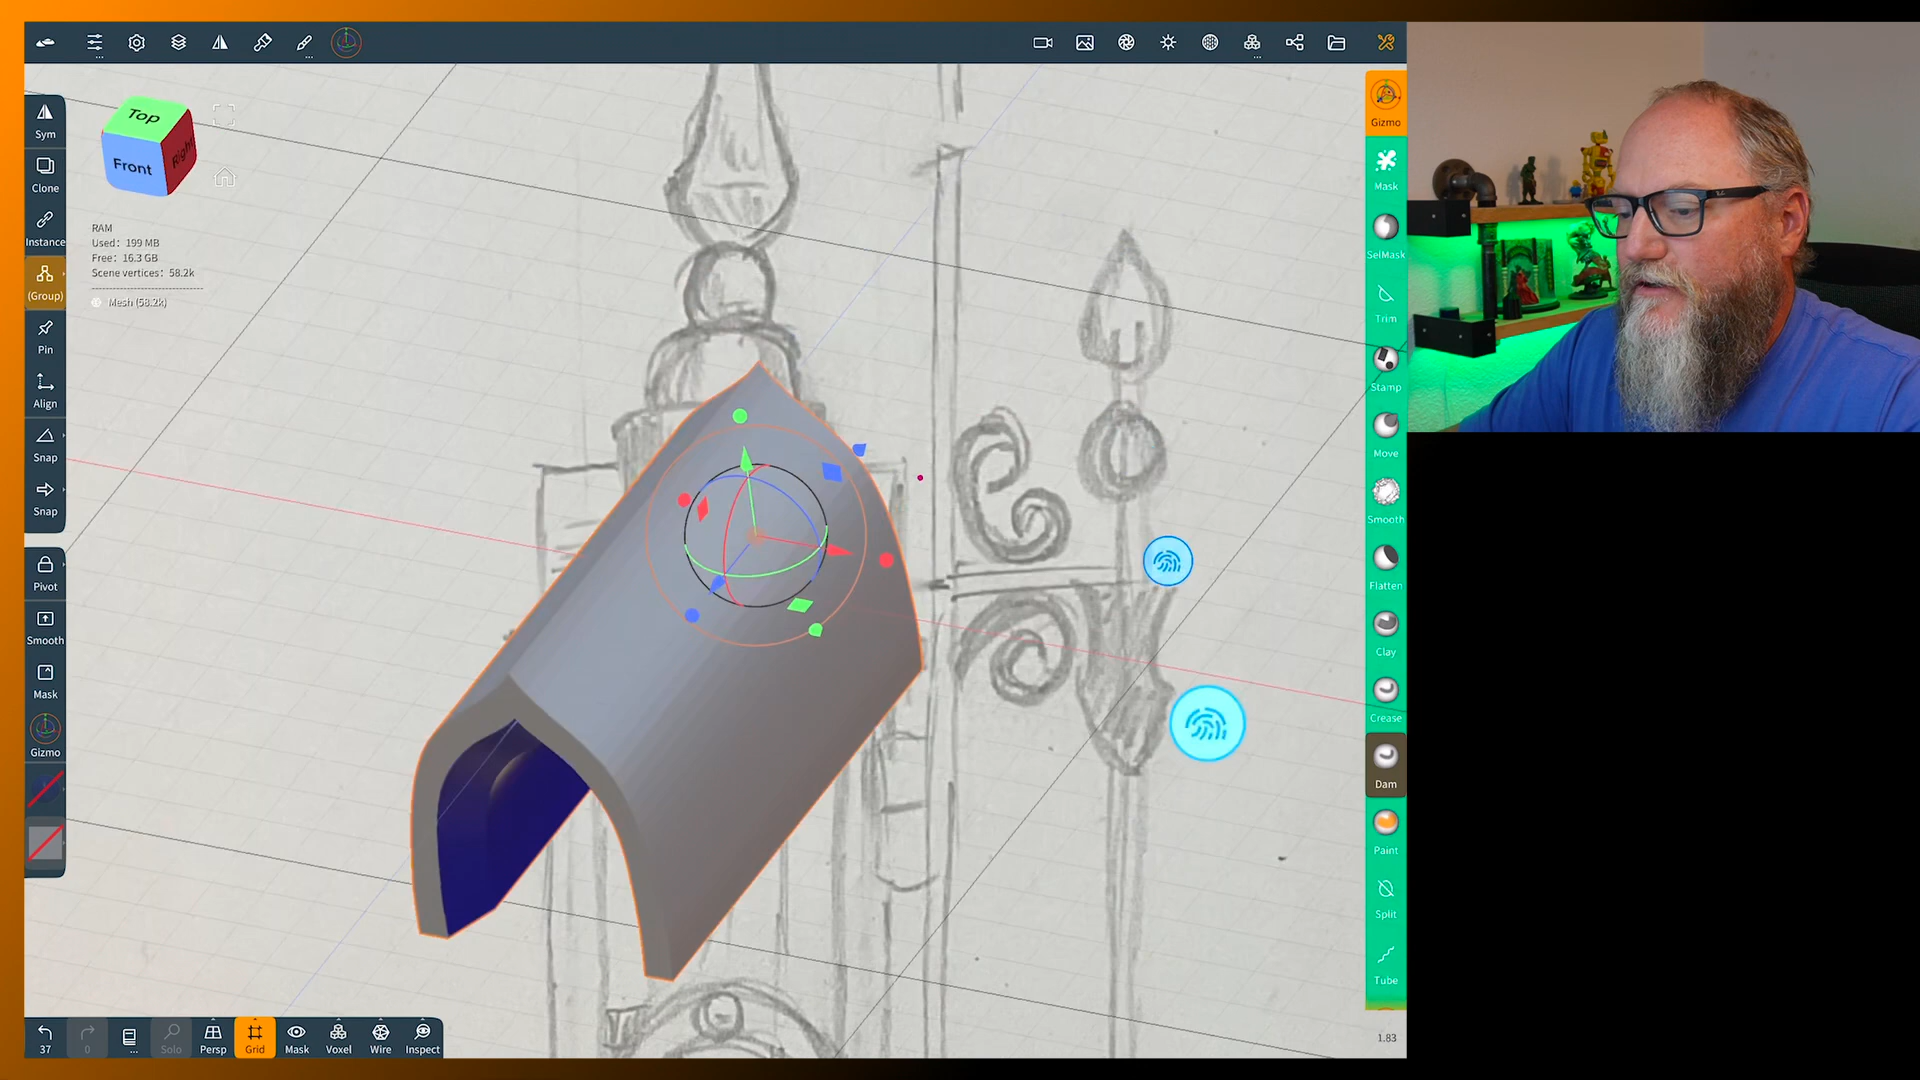 Top
Front
Right
RAM
Used: 199 MB
Free: 16.3 GB
Scene vertices: 58.2k
Mesh (58.2k)
Sym
Clone
Instance
(Group)
Pin
Align
Snap
Snap
Pivot
Smooth
Mask
Gizmo
37
0
...
Solo
Persp
Grid
Mask
Voxel
Wire
Inspect
Gizmo
Mask
SelMask
Trim
Stamp
Move
Smooth
Flatten
Clay
Crease
Dam
Paint
Split
Tube
1.83